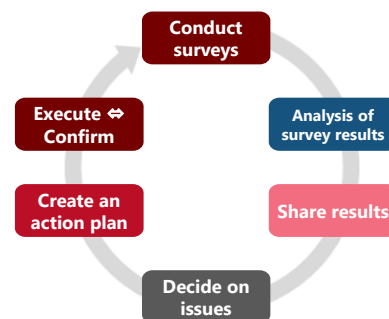 Conduct
surveys
Analysis of
survey results
Share results
Decide on
issues
Create an
action plan
Execute ⇔
Confirm